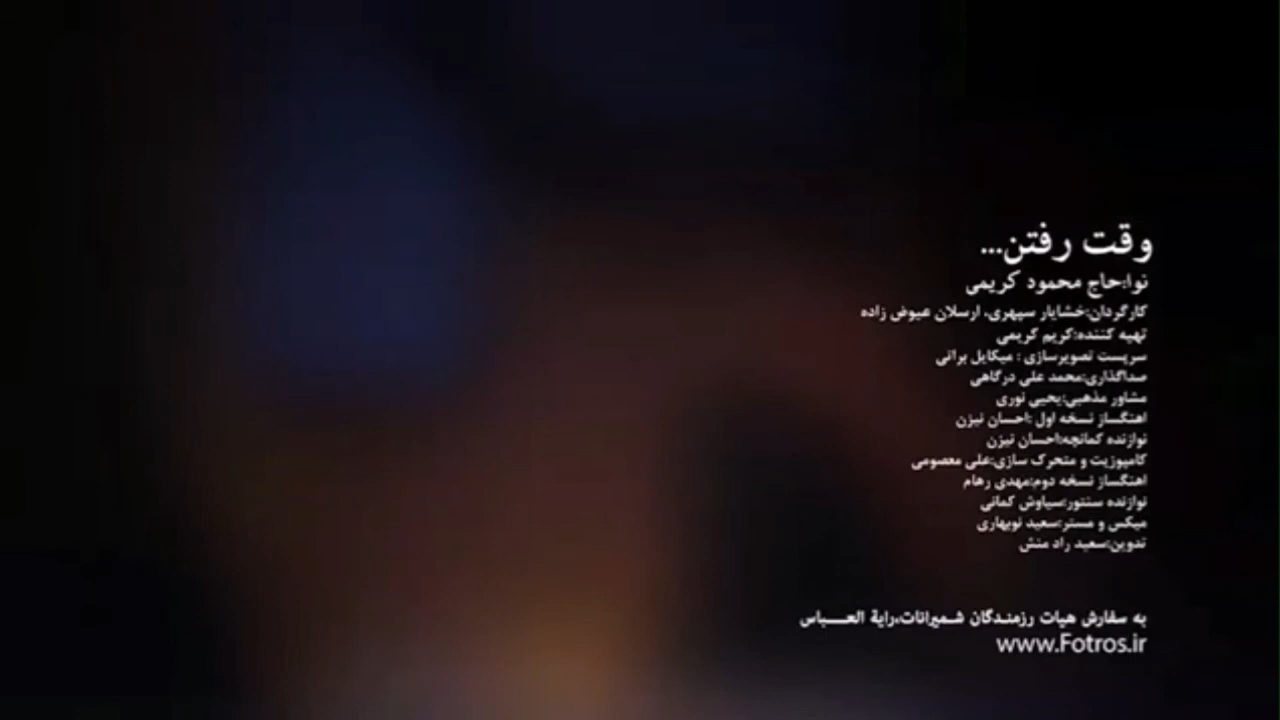 وقت رفتن...
نوا:حاج محمود کریمی
کارگردان:خشایار سپهری، ارسلان عیوض زاده
تهیه کننده:کریم کریمی
سرپست تصویرسازی : میکایل براتی
صداگذاری:محمد علی درگاهی
مشاور مذهبی:یحیی نوری
اهنگساز نسخه اول :احسان نیزن
نوازنده کمانچه:احسان نیزن
کامپوزیت و متحرک سازی:علی معصومی
اهنگساز نسخه دوم:مهدی رهام
نوازنده سنتور:سیاوش کمانی
میکس و مستر:سعید نوبهاری
تدوین:سعید راد منش
به سفارش هیات رزمندگان شمیرانات،رایة العباس
www.Fotros.ir